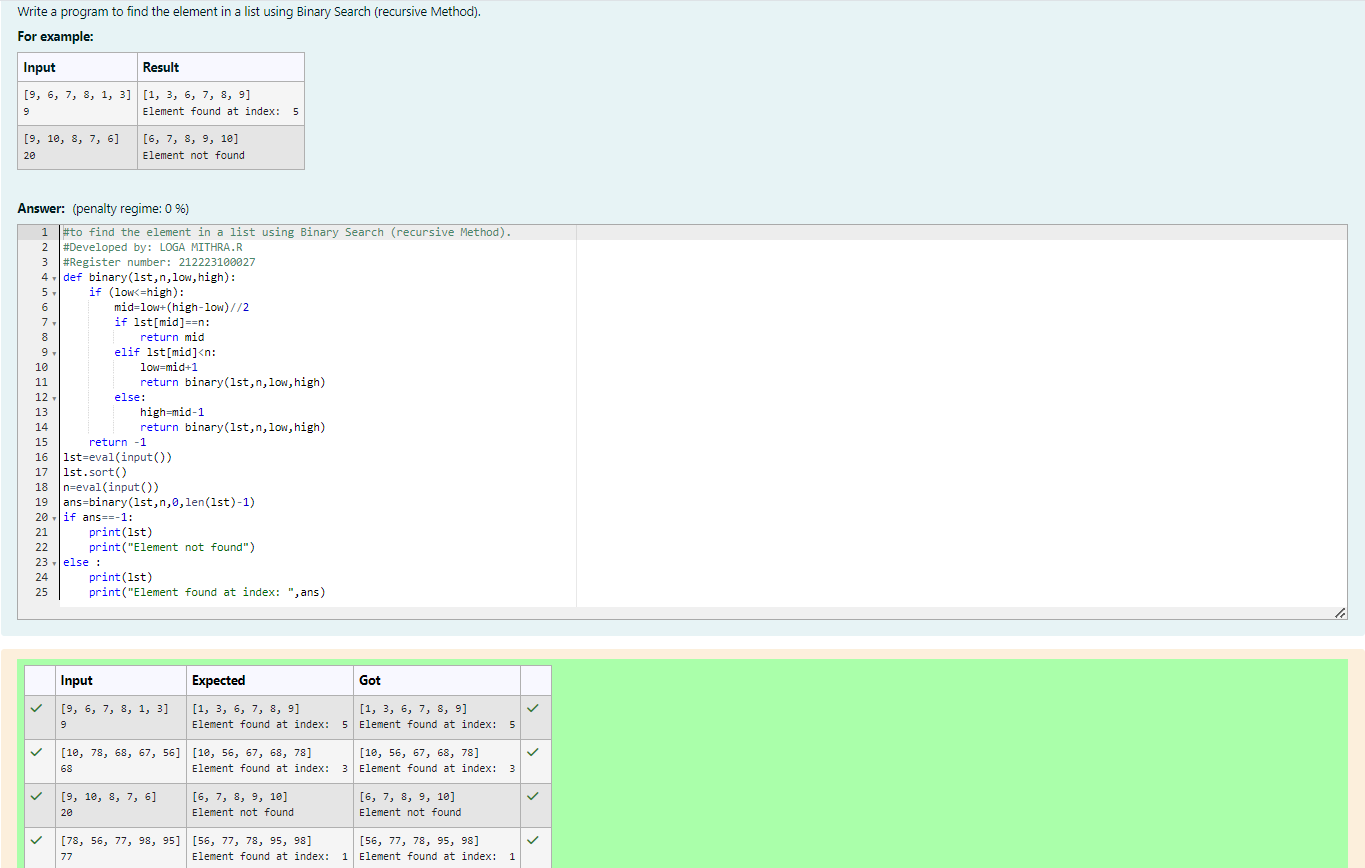 Write a program to find the element in a list using Binary Search (recursive Method).
For example:
Input Result
[9, 6, 7, 8, 1, 3] [1, 3, 6, 7, 8, 9]
9 Element found at index:  5
[9, 10, 8, 7, 6] [6, 7, 8, 9, 10]
20 Element not found
Answer: (penalty regime: 0 %)
1 #to find the element in a list using Binary Search (recursive Method).
2 #Developed by: LOGA MITHRA.R
3 #Register number: 212223100027
4 def binary(lst,n,low,high):
5     if (low<=high):
6         mid=low+(high-low)//2
7         if lst[mid]==n:
8             return mid
9         elif lst[mid]<n:
10             low=mid+1
11             return binary(lst,n,low,high)
12         else:
13             high=mid-1
14             return binary(lst,n,low,high)
15     return -1
16 lst=eval(input())
17 lst.sort()
18 n=eval(input())
19 ans=binary(lst,n,0,len(lst)-1)
20 if ans==-1:
21     print(lst)
22     print("Element not found")
23 else :
24     print(lst)
25     print("Element found at index: ",ans)
Input Expected Got
[9, 6, 7, 8, 1, 3] [1, 3, 6, 7, 8, 9] [1, 3, 6, 7, 8, 9]
9 Element found at index:  5 Element found at index:  5
[10, 78, 68, 67, 56] [10, 56, 67, 68, 78] [10, 56, 67, 68, 78]
68 Element found at index:  3 Element found at index:  3
[9, 10, 8, 7, 6] [6, 7, 8, 9, 10] [6, 7, 8, 9, 10]
20 Element not found Element not found
[78, 56, 77, 98, 95] [56, 77, 78, 95, 98] [56, 77, 78, 95, 98]
77 Element found at index:  1 Element found at index:  1